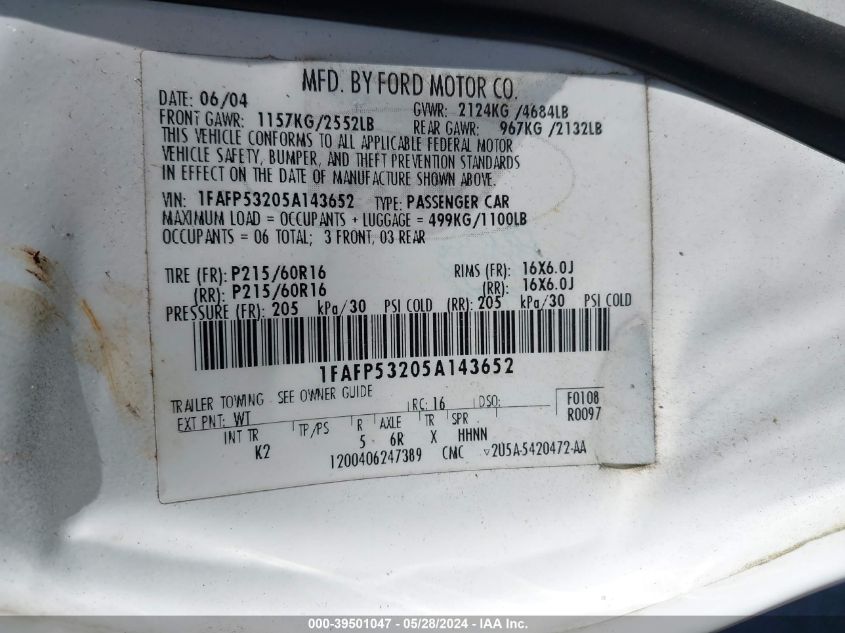 MFD. BY FORD MOTOR CO.
DATE: 06/04 GVWR: 2124KG /4684LB
FRONT GAWR: 1157KG/2552LB REAR GAWR: 967KG /2132LB
THIS VEHICLE CONFORMS TO ALL APPLICABLE FEDERAL MOTOR
VEHICLE SAFETY, BUMPER, AND THEFT PREVENTION STANDARDS
IN EFFECT ON THE DATE OF MANUFACTURE SHOWN ABOVE.
VIN: 1FAFP53205A143652 TYPE: PASSENGER CAR
MAXIMUM LOAD = OCCUPANTS + LUGGAGE = 499KG/1100LB
OCCUPANTS = 06 TOTAL; 3 FRONT, 03 REAR
TIRE (FR): P215/60R16 RIMS (FR): 16X6.0J
(RR): P215/60R16 (RR): 16X6.0J
PRESSURE (FR): 205 kPa/30 PSI COLD (RR): 205 kPa/30 PSI COLD
1FAFP53205A143652
TRAILER TOWING - SEE OWNER GUIDE
EXT PNT: WT RC: 16 DSO: F0108
R0097
INT TR TP/PS R AXLE TR SPR
K2 5 6R X HHNN
1200406247389 CMC ▽2U5A-5420472-AA
000-39501047 - 05/28/2024 - IAA Inc.